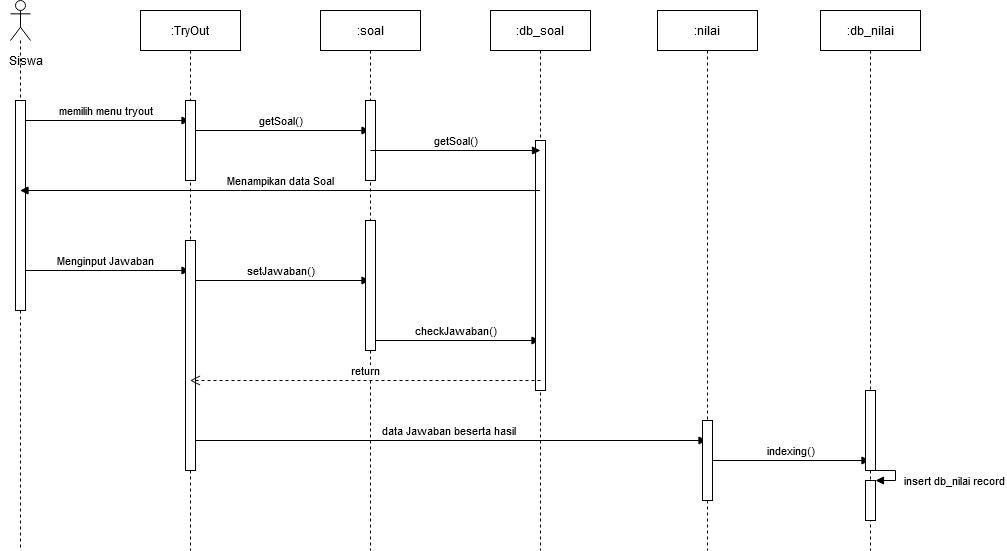 :TryOut
:soal
:db_soal
:nilai
:db_nilai
Siswa
memilih menu tryout
getSoal()
getSoal()
Menampikan data Soal
Menginput Jawaban
setJawaban()
checkJawaban()
return
data Jawaban beserta hasil
indexing()
insert db_nilai record